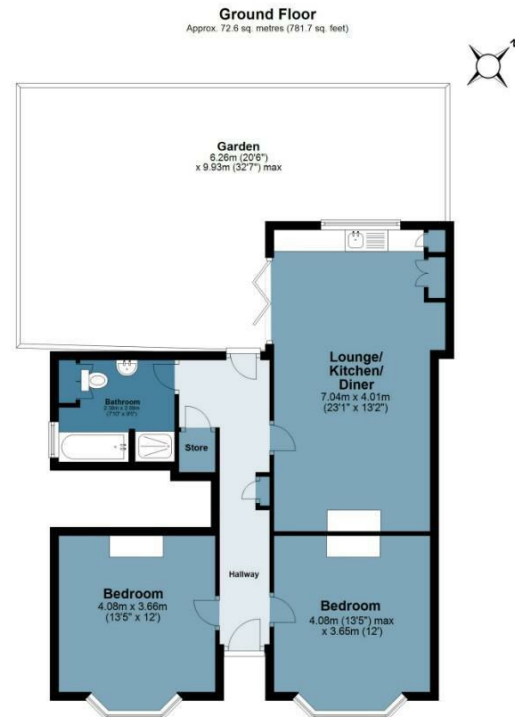 Ground Floor
Approx. 72.6 sq. metres (781.7 sq. feet)
Garden
6.26m (20'6")
x 9.93m (32'7") max
Lounge/
Kitchen/
Diner
7.04m x 4.01m
(23'1" x 13'2")
Bathroom
Store
Hallway
Bedroom
4.08m x 3.66m
(13'5" x 12')
Bedroom
4.08m (13'5") max
x 3.65m (12')